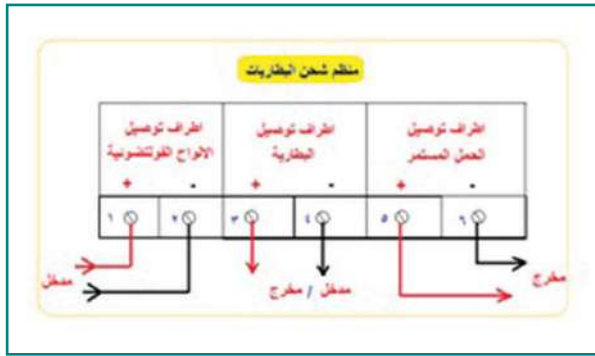 منظم شحن البطاريات
اطراف توصيل
الالواح الفولتاضوئية
اطراف توصيل
البطارية
اطراف توصيل
الحمل المستمر
+ -
+ -
+ -
١ ٢ ٣ ٤ ٥ ٦
مدخل
مدخل / مخرج
مخرج